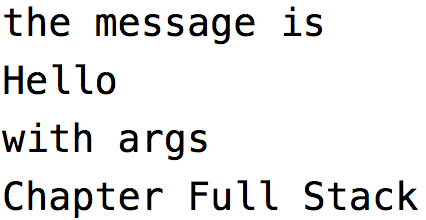 the message is
Hello
with args
Chapter Full Stack